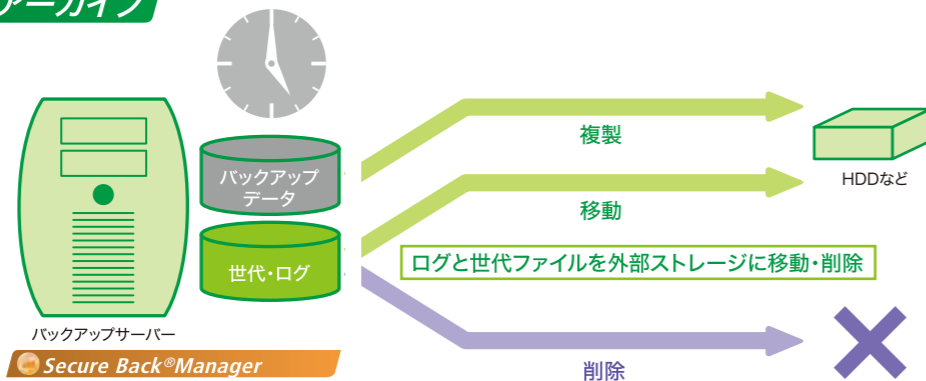 アーカイブ
複製
バックアップ
データ
HDDなど
移動
世代・ログ
ログと世代ファイルを外部ストレージに移動・削除
バックアップサーバー
Secure Back®Manager
削除